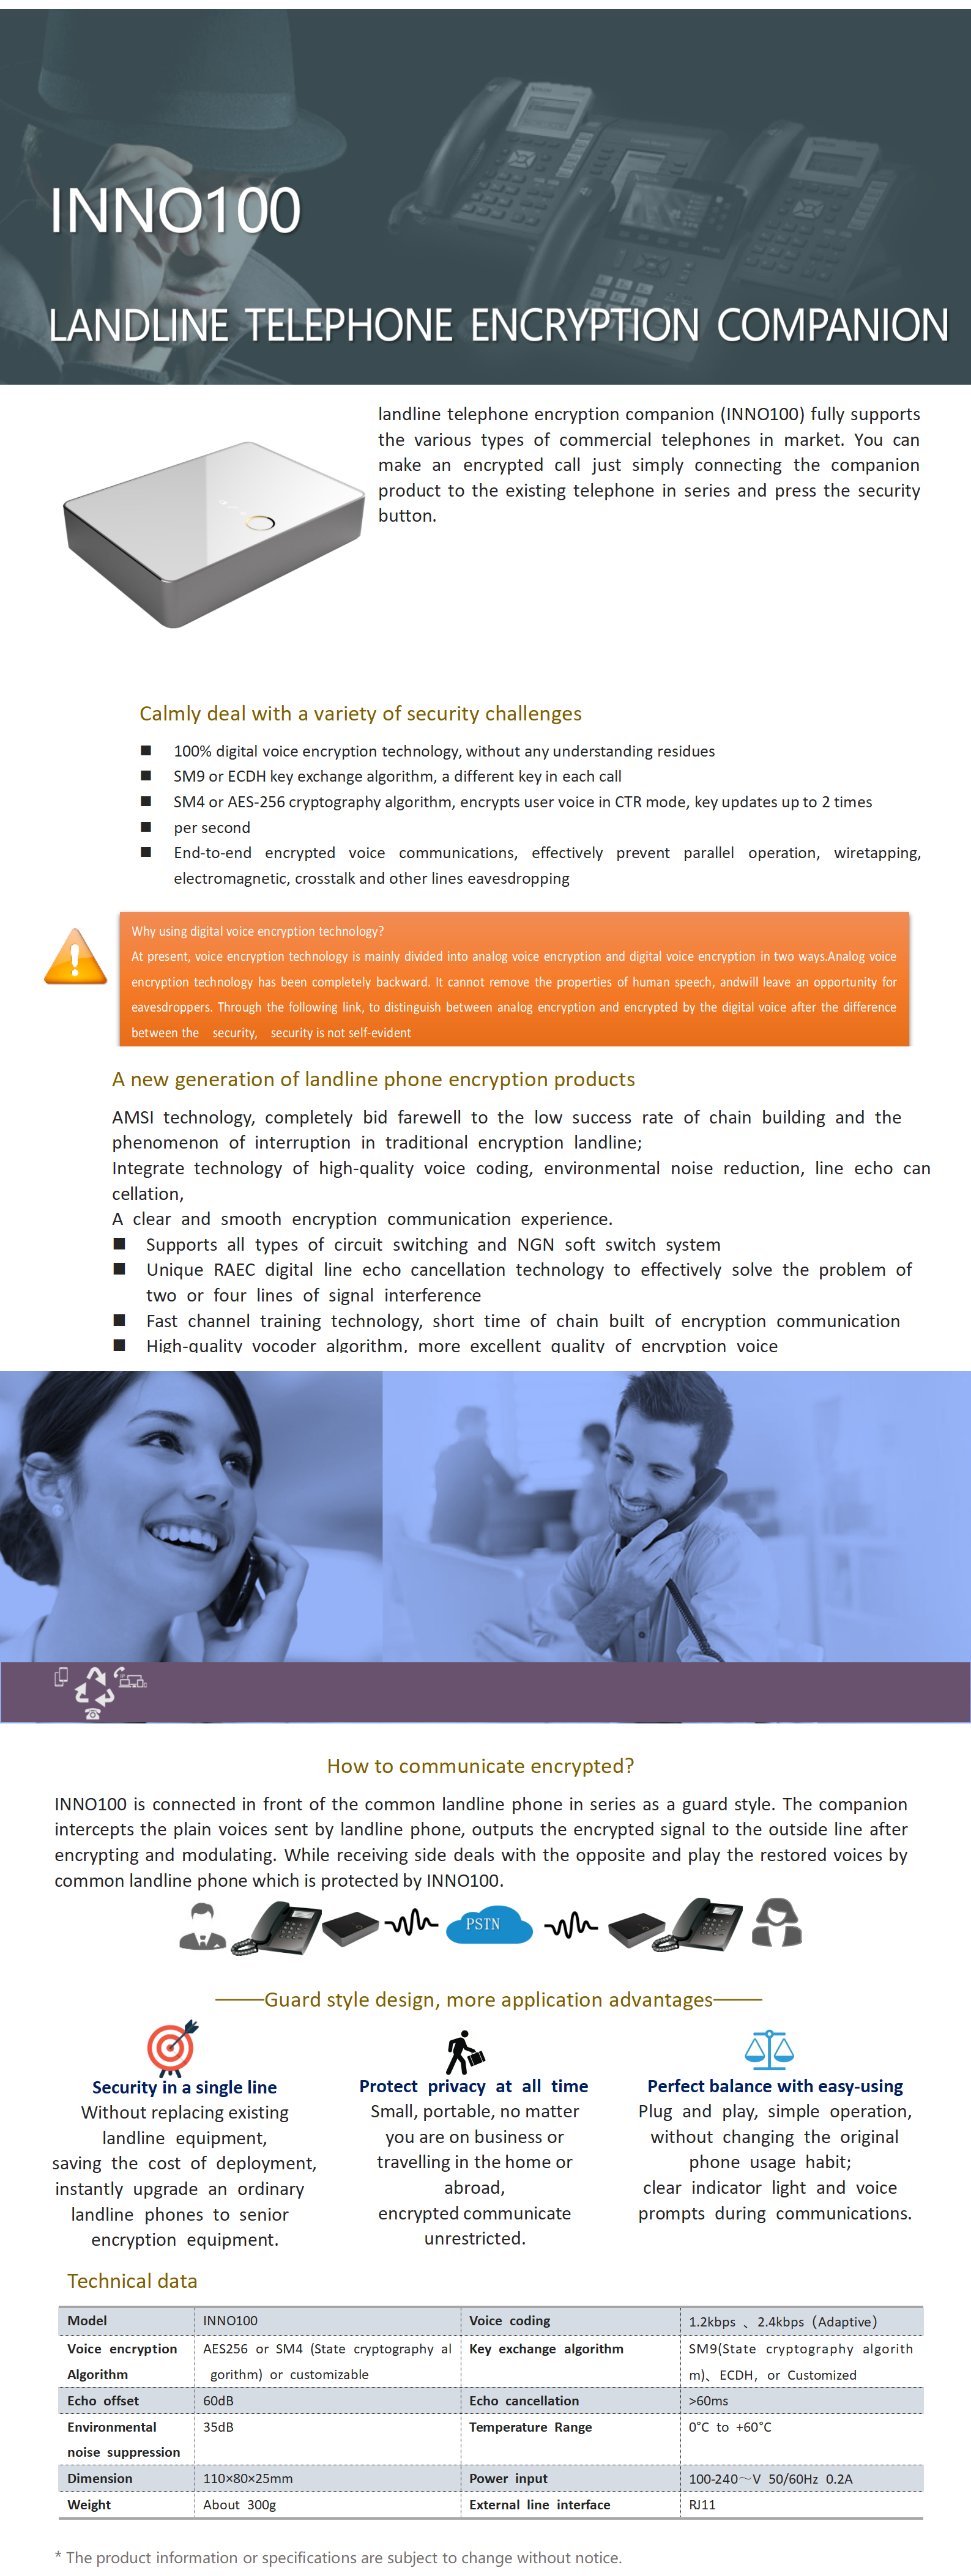 INNO100
LANDLINE TELEPHONE ENCRYPTION COMPANION
landline telephone encryption companion (INNO100) fully supports
the various types of commercial telephones in market. You can
make an encrypted call just simply connecting the companion
product to the existing telephone in series and press the security
button.
Calmly deal with a variety of security challenges
■ 100% digital voice encryption technology, without any understanding residues
■ SM9 or ECDH key exchange algorithm, a different key in each call
■ SM4 or AES-256 cryptography algorithm, encrypts user voice in CTR mode, key updates up to 2 times
■ per second
■ End-to-end encrypted voice communications, effectively prevent parallel operation, wiretapping,
electromagnetic, crosstalk and other lines eavesdropping
Why using digital voice encryption technology?
At present, voice encryption technology is mainly divided into analog voice encryption and digital voice encryption in two ways.Analog voice
encryption technology has been completely backward. It cannot remove the properties of human speech, andwill leave an opportunity for
eavesdroppers. Through the following link, to distinguish between analog encryption and encrypted by the digital voice after the difference
between the security, security is not self-evident
A new generation of landline phone encryption products
AMSI technology, completely bid farewell to the low success rate of chain building and the
phenomenon of interruption in traditional encryption landline;
Integrate technology of high-quality voice coding, environmental noise reduction, line echo can
cellation,
A clear and smooth encryption communication experience.
■ Supports all types of circuit switching and NGN soft switch system
■ Unique RAEC digital line echo cancellation technology to effectively solve the problem of
two or four lines of signal interference
■ Fast channel training technology, short time of chain built of encryption communication
■ High-quality vocoder algorithm, more excellent quality of encryption voice
How to communicate encrypted?
INNO100 is connected in front of the common landline phone in series as a guard style. The companion
intercepts the plain voices sent by landline phone, outputs the encrypted signal to the outside line after
encrypting and modulating. While receiving side deals with the opposite and play the restored voices by
common landline phone which is protected by INNO100.
PSTN
——Guard style design, more application advantages——
Security in a single line
Without replacing existing
landline equipment,
saving the cost of deployment,
instantly upgrade an ordinary
landline phones to senior
encryption equipment.
Protect privacy at all time
Small, portable, no matter
you are on business or
travelling in the home or
abroad,
encrypted communicate
unrestricted.
Perfect balance with easy-using
Plug and play, simple operation,
without changing the original
phone usage habit;
clear indicator light and voice
prompts during communications.
Technical data
Model INNO100 Voice coding 1.2kbps 、2.4kbps（Adaptive）
Voice encryption AES256 or SM4 (State cryptography al Key exchange algorithm SM9(State cryptography algorith
Algorithm gorithm) or customizable m)、ECDH，or Customized
Echo offset 60dB Echo cancellation >60ms
Environmental 35dB Temperature Range 0°C to +60°C
noise suppression
Dimension 110×80×25mm Power input 100-240～V 50/60Hz 0.2A
Weight About 300g External line interface RJ11
* The product information or specifications are subject to change without notice.